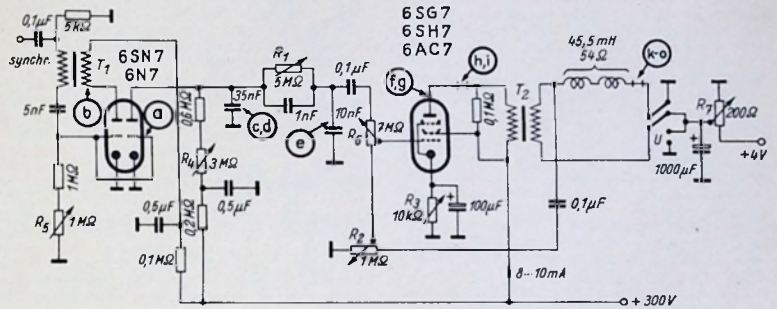 0,1μF
5kΩ
synchr.
T₁
6SN7
6N7
a
b
5nF
1MΩ
R₅
1MΩ
0,5μF
0,1MΩ
35nF
c,d
0,6MΩ
R₄
3MΩ
0,5μF
0,2MΩ
R₁
5MΩ
1nF
e
0,1μF
10nF
R₆
7MΩ
R₂
1MΩ
6SG7
6SH7
6AC7
f,g
h,i
0,1MΩ
R₃
10kΩ
100μF
T₂
45,5mH
54Ω
k-o
U
R₇
200Ω
1000μF
+4V
0,1μF
8...10mA
+300V